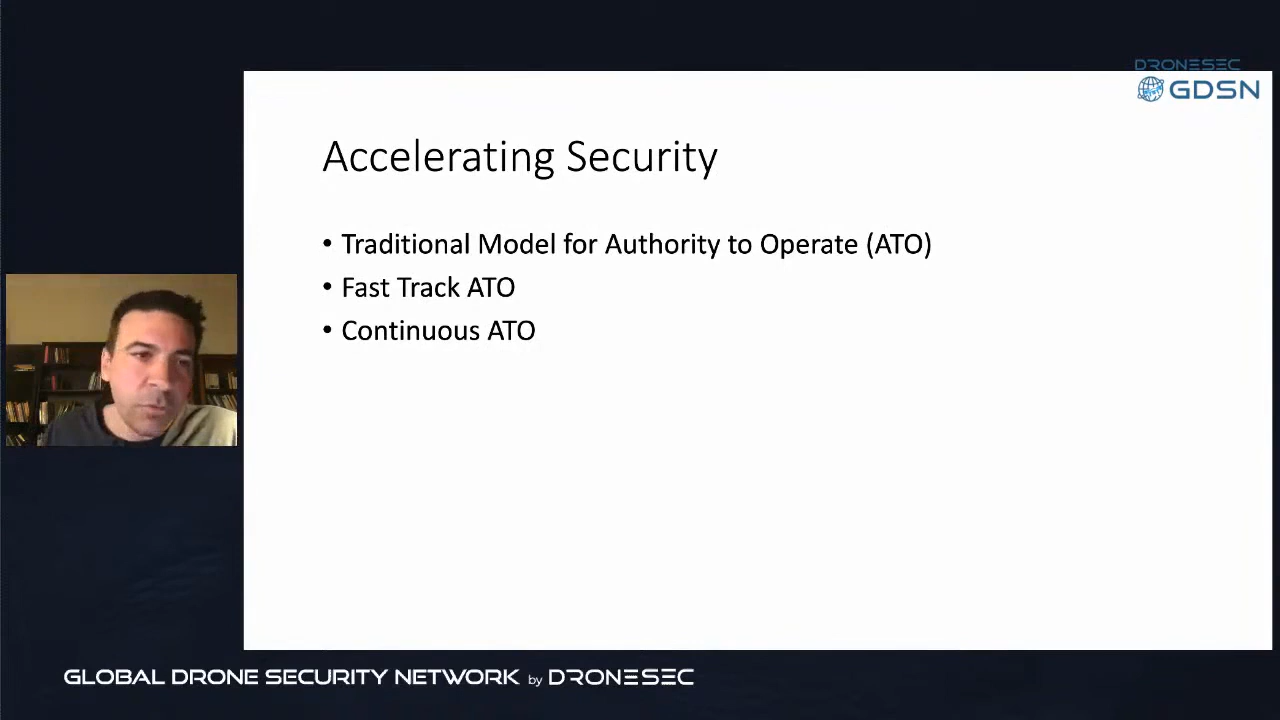 DRONESEC
GDSN
Accelerating Security
• Traditional Model for Authority to Operate (ATO)
• Fast Track ATO
• Continuous ATO
GLOBAL DRONE SECURITY NETWORK by DRONESEC